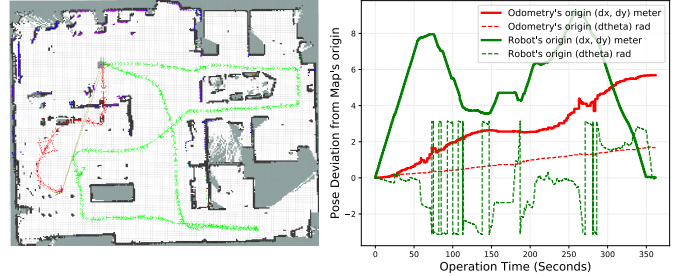 Odometry's origin (dx, dy) meter
Odometry's origin (dtheta) rad
Robot's origin (dx, dy) meter
Robot's origin (dtheta) rad
Pose Deviation from Map's origin
8
6
4
2
0
−2
0 50 100 150 200 250 300 350
Operation Time (Seconds)